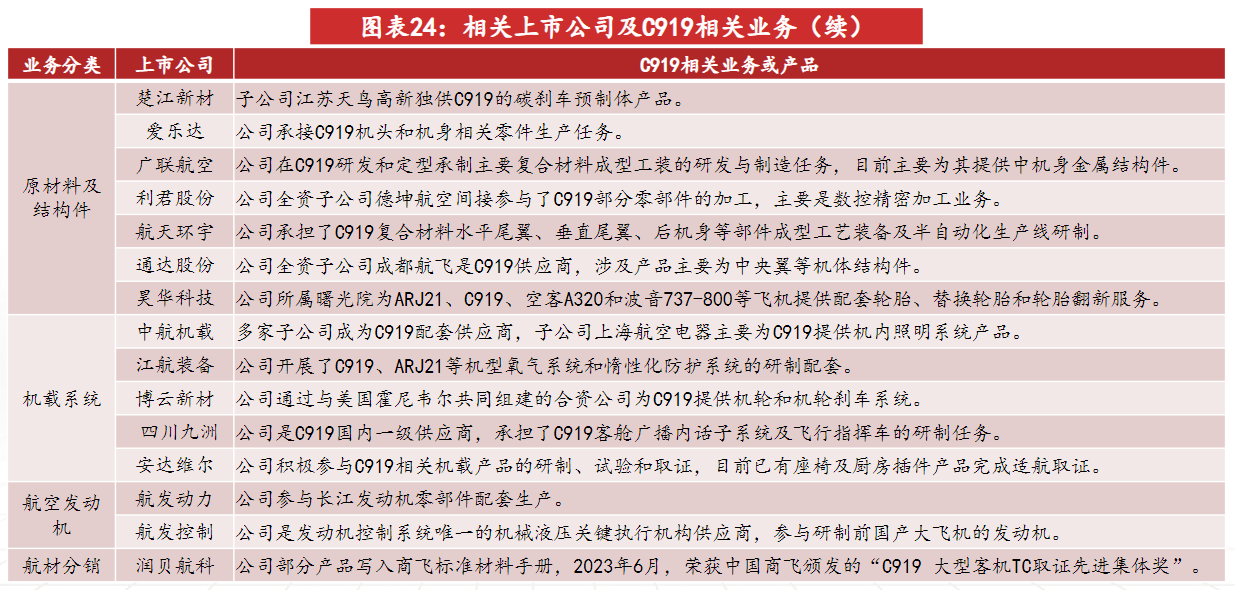 图表24：相关上市公司及C919相关业务（续）
业务分类 上市公司 C919相关业务或产品
原材料及结构件
楚江新材 子公司江苏天鸟高新独供C919的碳刹车预制体产品。
爱乐达 公司承接C919机头和机身相关零件生产任务。
广联航空 公司在C919研发和定型承制主要复合材料成型工装的研发与制造任务，目前主要为其提供中机身金属结构件。
利君股份 公司全资子公司德坤航空间接参与了C919部分零部件的加工，主要是数控精密加工业务。
航天环宇 公司承担了C919复合材料水平尾翼、垂直尾翼、后机身等部件成型工艺装备及半自动化生产线研制。
通达股份 公司全资子公司成都航飞是C919供应商，涉及产品主要为中央翼等机体结构件。
昊华科技 公司所属曙光院为ARJ21、C919、空客A320和波音737-800等飞机提供配套轮胎、替换轮胎和轮胎翻新服务。
机载系统
中航机载 多家子公司成为C919配套供应商，子公司上海航空电器主要为C919提供机内照明系统产品。
江航装备 公司开展了C919、ARJ21等机型氧气系统和惰性化防护系统的研制配套。
博云新材 公司通过与美国霍尼韦尔共同组建的合资公司为C919提供机轮和机轮刹车系统。
四川九洲 公司是C919国内一级供应商，承担了C919客舱广播内话子系统及飞行指挥车的研制任务。
安达维尔 公司积极参与C919相关机载产品的研制、试验和取证，目前已有座椅及厨房插件产品完成适航取证。
航空发动机
航发动力 公司参与长江发动机零部件配套生产。
航发控制 公司是发动机控制系统唯一的机械液压关键执行机构供应商，参与研制前国产大飞机的发动机。
航材分销
润贝航科 公司部分产品写入商飞标准材料手册，2023年6月，荣获中国商飞颁发的“C919 大型客机TC取证先进集体奖”。